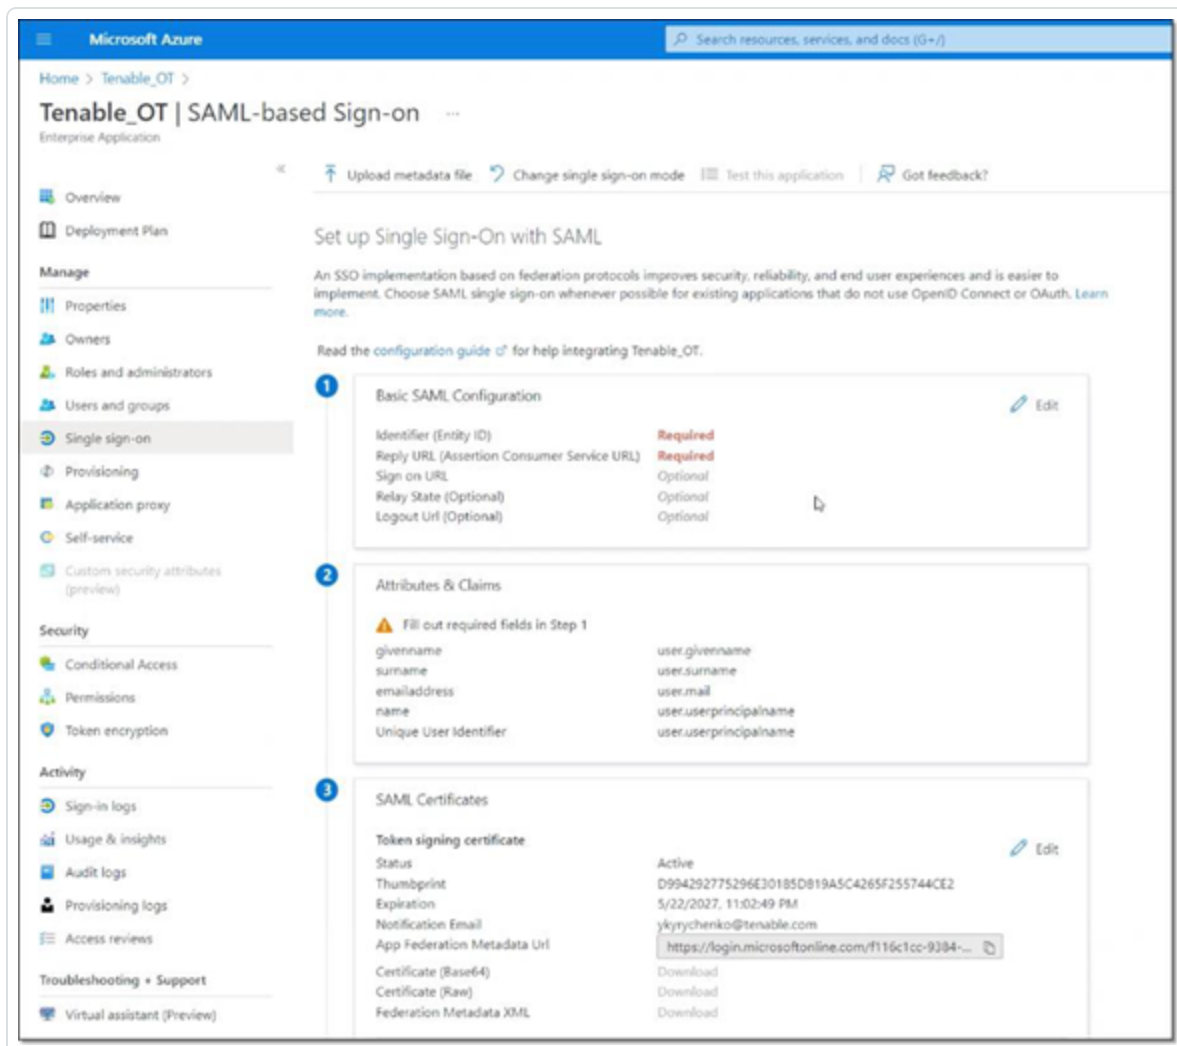 Microsoft Azure
Search resources, services, and docs (G+/)
Home > Tenable_OT >
Tenable_OT | SAML-based Sign-on ...
Enterprise Application
«
Upload metadata file
Change single sign-on mode
Test this application
Got feedback?
Overview
Deployment Plan
Manage
Properties
Owners
Roles and administrators
Users and groups
Single sign-on
Provisioning
Application proxy
Self-service
Custom security attributes
(preview)
Security
Conditional Access
Permissions
Token encryption
Activity
Sign-in logs
Usage & insights
Audit logs
Provisioning logs
Access reviews
Troubleshooting + Support
Virtual assistant (Preview)
Set up Single Sign-On with SAML
An SSO implementation based on federation protocols improves security, reliability, and end user experiences and is easier to
implement. Choose SAML single sign-on whenever possible for existing applications that do not use OpenID Connect or OAuth. Learn
more.
Read the configuration guide for help integrating Tenable_OT.
1
Basic SAML Configuration
Edit
Identifier (Entity ID) Required
Reply URL (Assertion Consumer Service URL) Required
Sign on URL Optional
Relay State (Optional) Optional
Logout Url (Optional) Optional
2
Attributes & Claims
Fill out required fields in Step 1
givenname user.givenname
surname user.surname
emailaddress user.mail
name user.userprincipalname
Unique User Identifier user.userprincipalname
3
SAML Certificates
Token signing certificate
Edit
Status Active
Thumbprint D994292775296E30185D819A5C4265F255744CE2
Expiration 5/22/2027, 11:02:49 PM
Notification Email ykyrychenko@tenable.com
App Federation Metadata Url https://login.microsoftonline.com/f116c1cc-9384-...
Certificate (Base64) Download
Certificate (Raw) Download
Federation Metadata XML Download